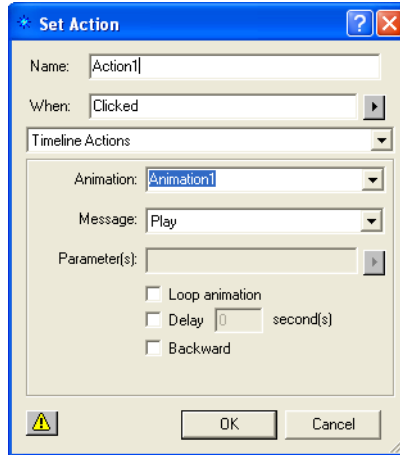 Set Action
Name: Action1
When: Clicked
Timeline Actions
Animation: Animation1
Message: Play
Parameter(s):
Loop animation
Delay 0 second(s)
Backward
OK Cancel